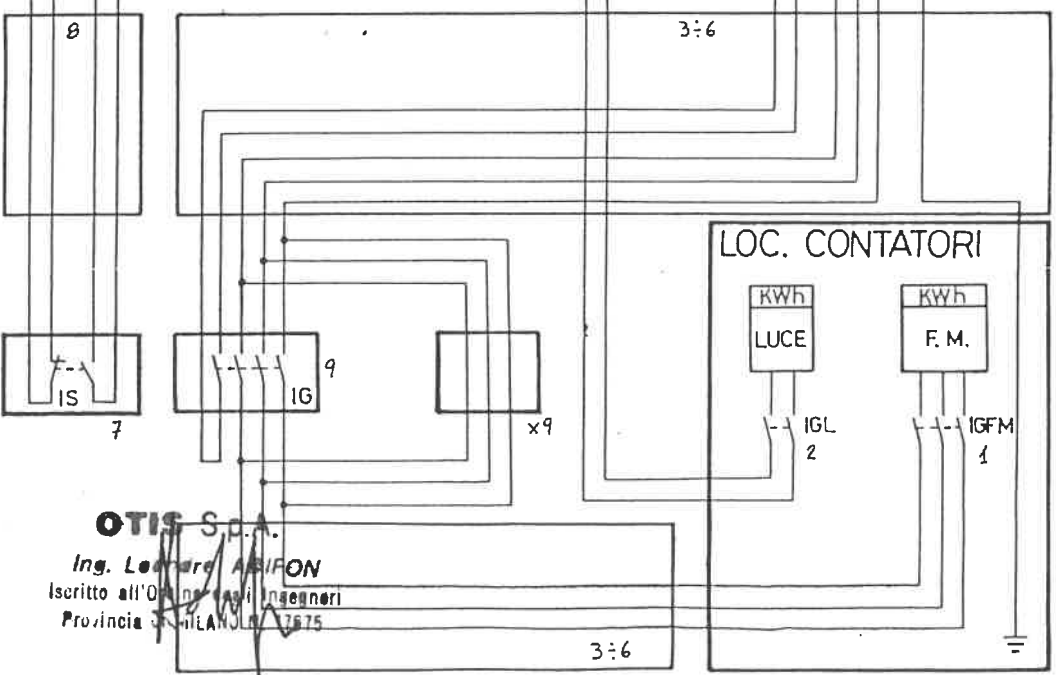 8
3÷6
LOC. CONTATORI
KWh
KWh
LUCE
F. M.
IS
7
IG
9
x9
IGL
2
IGFM
1
OTIS S.p.A.
Ing.
Iscritto all'
Ingegneri
Provincia
3÷6